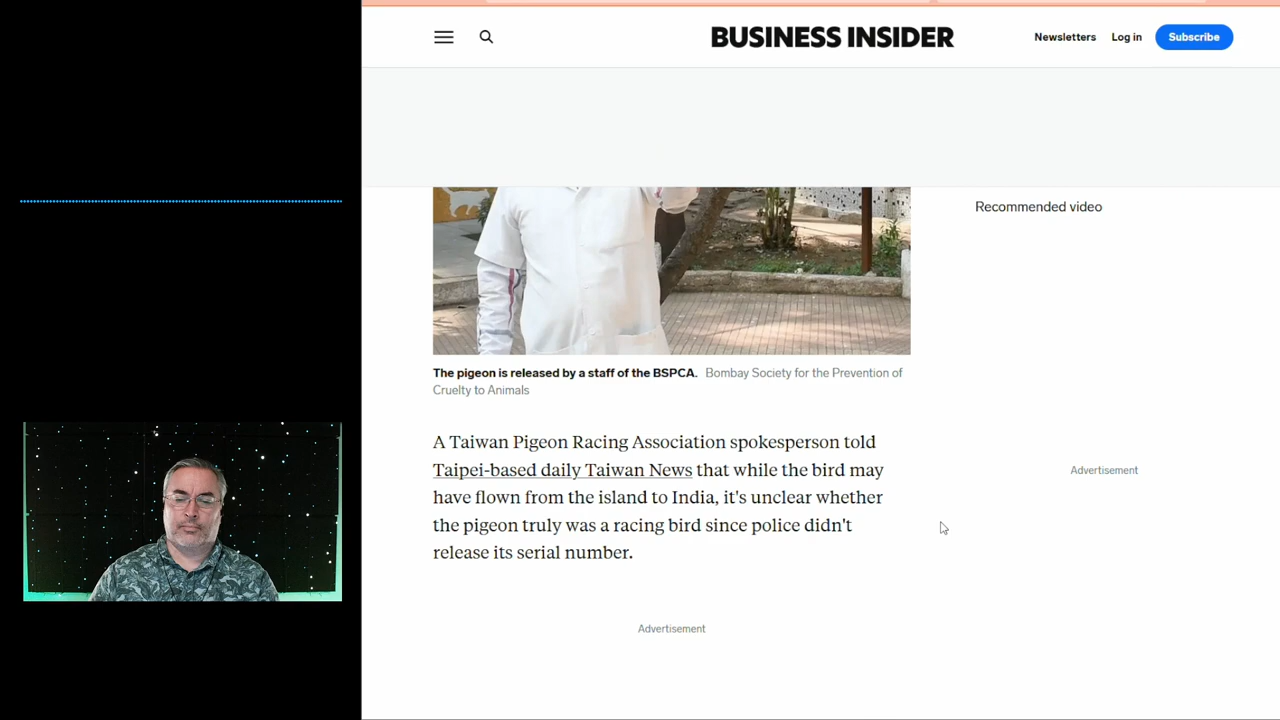 BUSINESS INSIDER
Newsletters
Log in
Subscribe
Recommended video
The pigeon is released by a staff of the BSPCA. Bombay Society for the Prevention of
Cruelty to Animals
A Taiwan Pigeon Racing Association spokesperson told
Taipei-based daily Taiwan News that while the bird may
have flown from the island to India, it's unclear whether
the pigeon truly was a racing bird since police didn't
release its serial number.
Advertisement
Advertisement